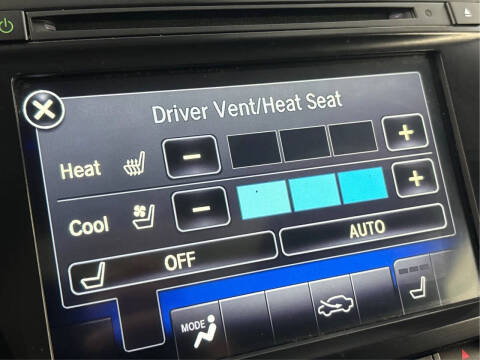 Driver Vent/Heat Seat
Heat - +
Cool - +
OFF AUTO
MODE